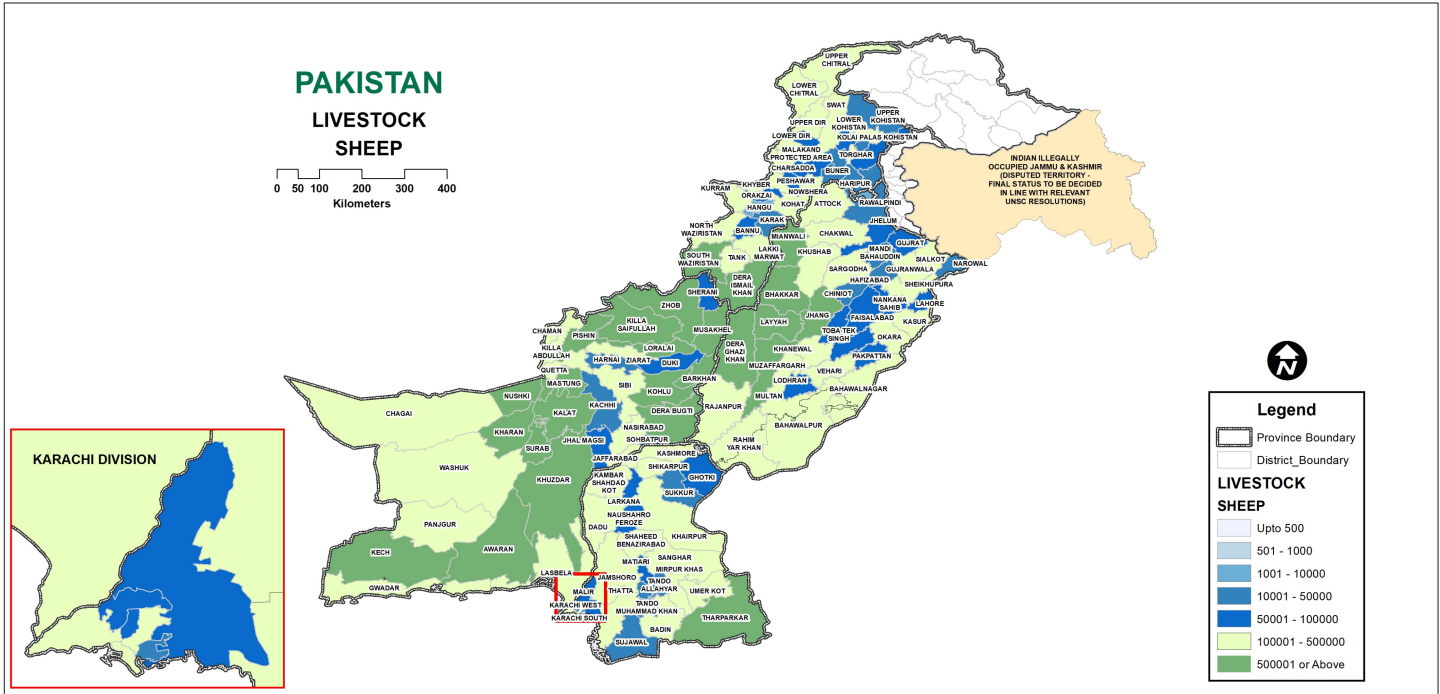 PAKISTAN
LIVESTOCK
SHEEP
0 50 100 200 300 400
Kilometers
UPPER
CHITRAL
LOWER
CHITRAL
SWAT
UPPER
KOHISTAN
UPPER DIR
LOWER
KOHISTAN
LOWER DIR
KOLAI PALAS KOHISTAN
MALAKAND
PROTECTED AREA
TORGHAR
CHARSADDA
BUNER
PESHAWAR
HARIPUR
KHYBER
NOWSHERA
KURRAM
ORAKZAI
HANGU
KOHAT
ATTOCK
RAWALPINDI
KARAK
JHELUM
BANNU
NORTH
WAZIRISTAN
MIANWALI
CHAKWAL
GUJRAT
LAKKI
MARWAT
KHUSHAB
MANDI
BAHAUDDIN
SIALKOT
NAROWAL
SOUTH
WAZIRISTAN
TANK
SARGODHA
GUJRANWALA
HAFIZABAD
SHEIKHUPURA
DERA
ISMAIL
KHAN
BHAKKAR
CHINIOT
NANKANA
SAHIB
LAHORE
SHERANI
FAISALABAD
ZHOB
LAYYAH
JHANG
KASUR
KILLA
SAIFULLAH
MUSAKHEL
TOBA TEK
SINGH
OKARA
CHAMAN
PISHIN
DERA
GHAZI
KHAN
KHANEWAL
PAKPATTAN
KILLA
ABDULLAH
LORALAI
MUZAFFARGARH
VEHARI
HARNAI
ZIARAT
DUKI
QUETTA
LODHRAN
BAHAWALNAGAR
MASTUNG
SIBI
BARKHAN
KOHLU
MULTAN
NUSHKI
KACHHI
RAJANPUR
CHAGAI
KALAT
DERA BUGTI
BAHAWALPUR
KHARAN
NASIRABAD
JHAL MAGSI
SOHBATPUR
RAHIM
YAR KHAN
SURAB
JAFFARABAD
KASHMORE
WASHUK
SHIKARPUR
KHUZDAR
KAMBAR
SHAHDAD
KOT
GHOTKI
SUKKUR
LARKANA
PANJGUR
NAUSHAHRO
FEROZE
DADU
KHAIRPUR
SHAHEED
BENAZIRABAD
KECH
AWARAN
SANGHAR
MATIARI
MIRPUR KHAS
LASBELA
JAMSHORO
TANDO
ALLAHYAR
GWADAR
MALIR
THATTA
UMER KOT
KARACHI WEST
TANDO
MUHAMMAD KHAN
KARACHI SOUTH
THARPARKAR
BADIN
SUJAWAL
INDIAN ILLEGALLY
OCCUPIED JAMMU & KASHMIR
(DISPUTED TERRITORY -
FINAL STATUS TO BE DECIDED
IN LINE WITH RELEVANT
UNSC RESOLUTIONS)
KARACHI DIVISION
N
Legend
Province Boundary
District_Boundary
LIVESTOCK
SHEEP
Upto 500
501 - 1000
1001 - 10000
10001 - 50000
50001 - 100000
100001 - 500000
500001 or Above